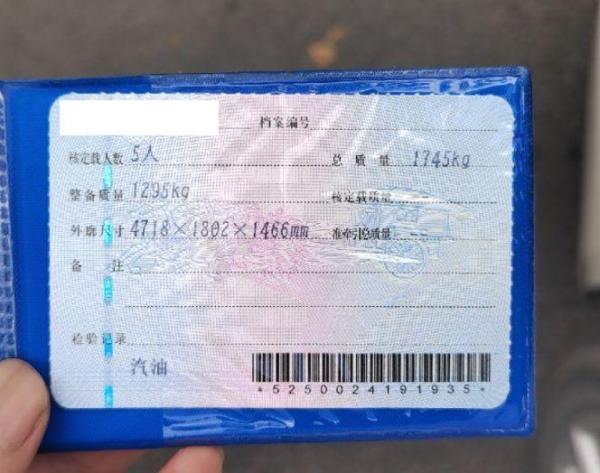 档案编号
核定载人数 5人 总质量 1745kg
整备质量 1295kg 核定载质量
外廓尺寸 4718×1802×1466mm 准牵引总质量
备注
检验记录
汽油
*5250024191935*